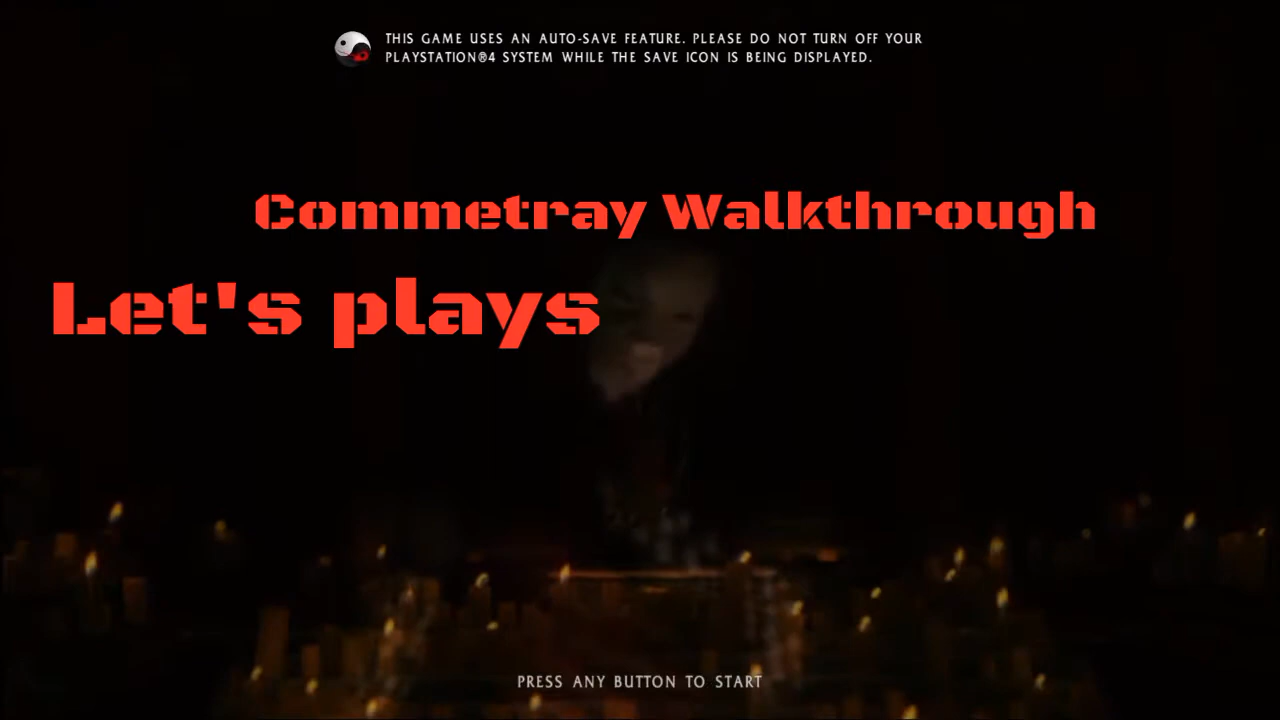 THIS GAME USES AN AUTO-SAVE FEATURE. PLEASE DO NOT TURN OFF YOUR
PLAYSTATION®4 SYSTEM WHILE THE SAVE ICON IS BEING DISPLAYED.
Commetray Walkthrough
Let's plays
PRESS ANY BUTTON TO START